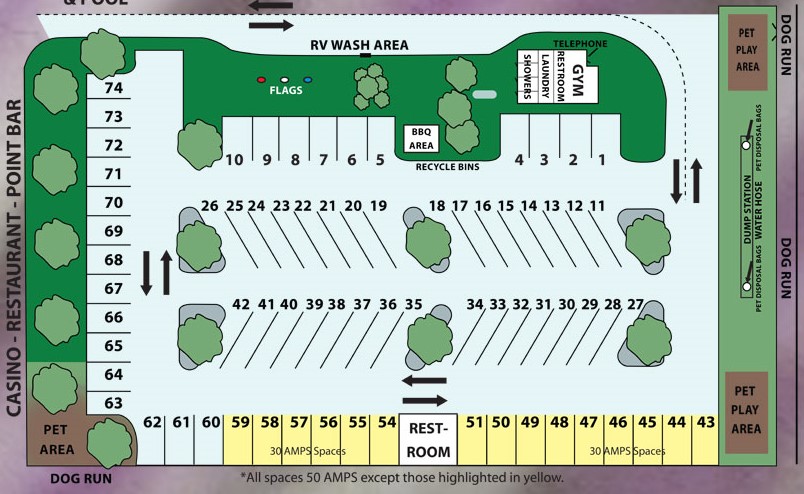 & POOL
RV WASH AREA
FLAGS
TELEPHONE
SHOWERS
LAUNDRY
RESTROOM
GYM
PET
PLAY
AREA
DOG RUN
BBQ
AREA
RECYCLE BINS
10 9 8 7 6 5
4 3 2 1
74
73
72
71
70
69
68
67
66
65
64
63
26 25 24 23 22 21 20 19
18 17 16 15 14 13 12 11
42 41 40 39 38 37 36 35
34 33 32 31 30 29 28 27
PET DISPOSAL BAGS
DUMP STATION
WATER HOSE
PET DISPOSAL BAGS
DOG RUN
CASINO - RESTAURANT - POINT BAR
PET
AREA
DOG RUN
62 61 60 59 58 57 56 55 54
30 AMPS Spaces
REST-
ROOM
51 50 49 48 47 46 45 44 43
30 AMPS Spaces
PET
PLAY
AREA
*All spaces 50 AMPS except those highlighted in yellow.